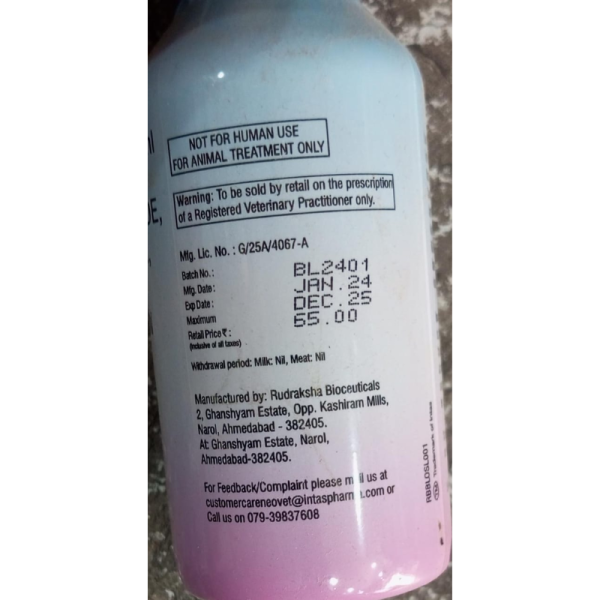 NOT FOR HUMAN USE
FOR ANIMAL TREATMENT ONLY
Warning: To be sold by retail on the prescription
of a Registered Veterinary Practitioner only.
Mfg. Lic. No. : G/25A/4067-A
Batch No.: BL2401
Mfg. Date: JAN.24
Exp Date: DEC.25
Maximum 65.00
Retail Price ₹:
(Inclusive of all taxes)
Withdrawal period: Milk: Nil, Meat: Nil
Manufactured by: Rudraksha Bioceuticals
2, Ghanshyam Estate, Opp. Kashiram Mills,
Narol, Ahmedabad - 382405.
At: Ghanshyam Estate, Narol,
Ahmedabad-382405.
For Feedback/Complaint please mail us at
customercareneovet@intaspharma.com or
Call us on 079-39837608
RBBLOSL001
Trademark of Intas